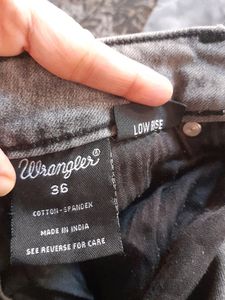 Wrangler®
36
COTTON-SPANDEX
MADE IN INDIA
SEE REVERSE FOR CARE
LOW RISE